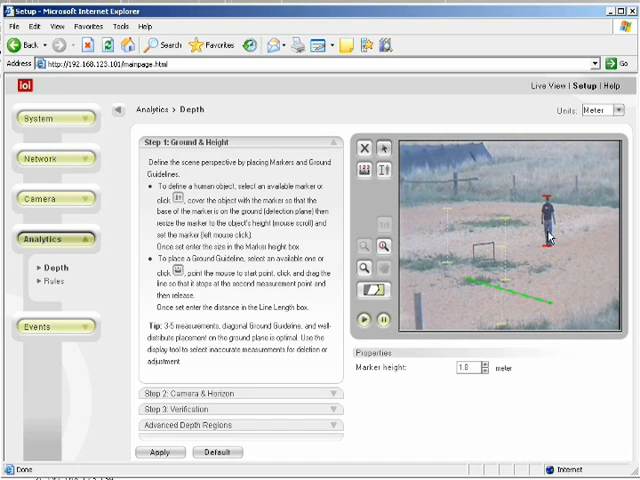 Setup - Microsoft Internet Explorer
File Edit View Favorites Tools Help
Back Search Favorites
Address http://192.168.123.101/mainpage.html Go
ioi Live View | Setup | Help
System
Network
Camera
Analytics
Depth
Rules
Events
Analytics > Depth
Units: Meter
Step 1: Ground & Height
Define the scene perspective by placing Markers and Ground
Guidelines.
• To define a human object, select an available marker or
click , cover the object with the marker so that the
base of the marker is on the ground (detection plane) then
resize the marker to the object's height (mouse scroll) and
set the marker (left mouse click).
Once set enter the size in the Marker height box.
• To place a Ground Guideline, select an available one or
click , point the mouse to start point, click and drag the
line so that it stops at the second measurement point and
then release.
Once set enter the distance in the Line Length box.
Tip: 3-5 measurements, diagonal Ground Guideline, and well-
distribute placement on the ground plane is optimal. Use the
display tool to select inaccurate measurements for deletion or
adjustment.
Step 2: Camera & Horizon
Step 3: Verification
Advanced Depth Regions
Apply Default
Properties
Marker height: 1.8 meter
Done Internet